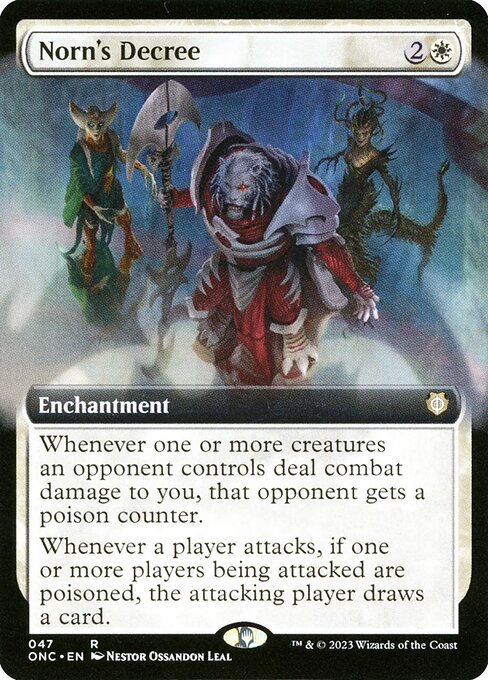 Norn's Decree 2
Enchantment
Whenever one or more creatures
an opponent controls deal combat
damage to you, that opponent gets a
poison counter.
Whenever a player attacks, if one
or more players being attacked are
poisoned, the attacking player draws
a card.
047 R
ONC • EN Nestor Ossandon Leal
™ & © 2023 Wizards of the Coast